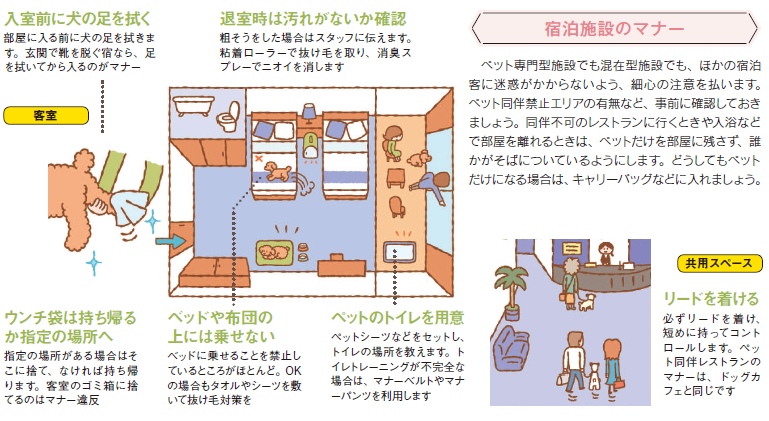 入室前に犬の足を拭く
部屋に入る前に犬の足を拭きま
す。玄関で靴を脱ぐ宿なら、足
を拭いてから入るのがマナー
退室時は汚れがないか確認
粗そうをした場合はスタッフに伝えます。
粘着ローラーで抜け毛を取り、消臭ス
プレーでニオイを消します
宿泊施設のマナー
ペット専門型施設でも混在型施設でも、ほかの宿泊
客に迷惑がかからないよう、細心の注意を払います。
ペット同伴禁止エリアの有無など、事前に確認しておき
ましょう。同伴不可のレストランに行くときや入浴など
で部屋を離れるときは、ペットだけを部屋に残さず、誰
かがそばについているようにします。どうしてもペット
だけになる場合は、キャリーバッグなどに入れましょう。
客室
ウンチ袋は持ち帰る
か指定の場所へ
指定の場所がある場合はそ
こに捨て、なければ持ち帰
ります。客室のゴミ箱に捨
てるのはマナー違反
ベッドや布団の
上には乗せない
ベッドに乗せることを禁止し
ているところがほとんど。OK
の場合もタオルやシーツを敷
いて抜け毛対策を
ペットのトイレを用意
ペットシーツなどをセットし、
トイレの場所を教えます。ト
イレトレーニングが不完全な
場合は、マナーベルトやマナ
ーパンツを利用します
共用スペース
リードを着ける
必ずリードを着け、
短めに持ってコント
ロールします。ペッ
ト同伴レストランの
マナーは、ドッグカ
フェと同じです